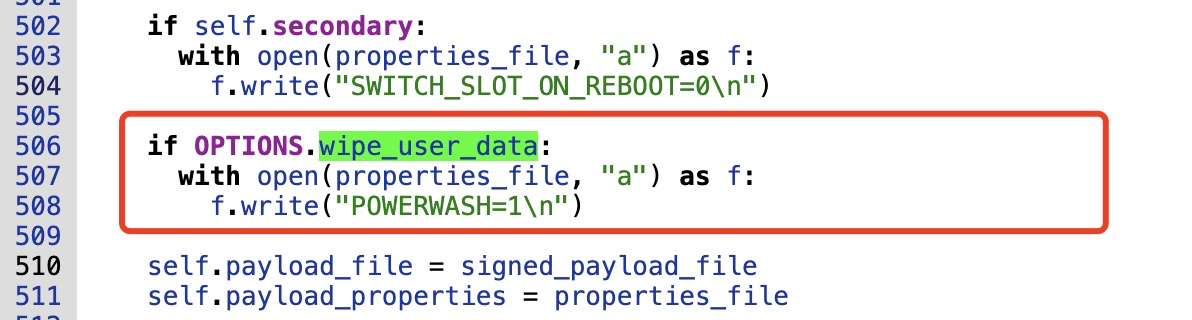 502 if self.secondary:
503 with open(properties_file, "a") as f:
504 f.write("SWITCH_SLOT_ON_REBOOT=0\n")
505
506 if OPTIONS.wipe_user_data:
507 with open(properties_file, "a") as f:
508 f.write("POWERWASH=1\n")
509
510 self.payload_file = signed_payload_file
511 self.payload_properties = properties_file